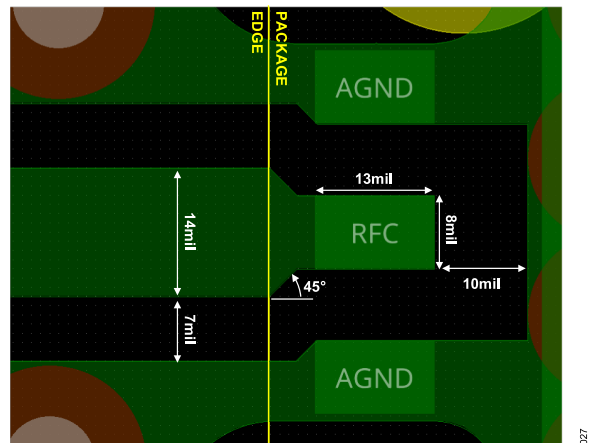 PACKAGE
EDGE
AGND
13mil
14mil
RFC
8mil
45°
10mil
7mil
AGND
027